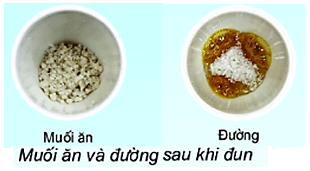 Muối ăn
Đường
Muối ăn và đường sau khi đun